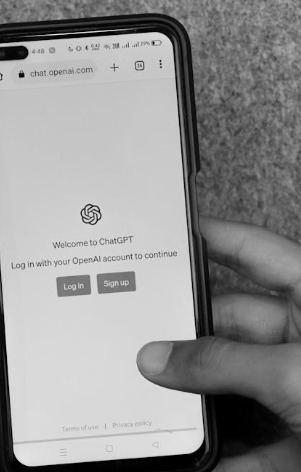 4:48
29%
chat.openai.com
Welcome to ChatGPT
Log in with your OpenAI account to continue
Log in Sign up
Terms of use | Privacy policy